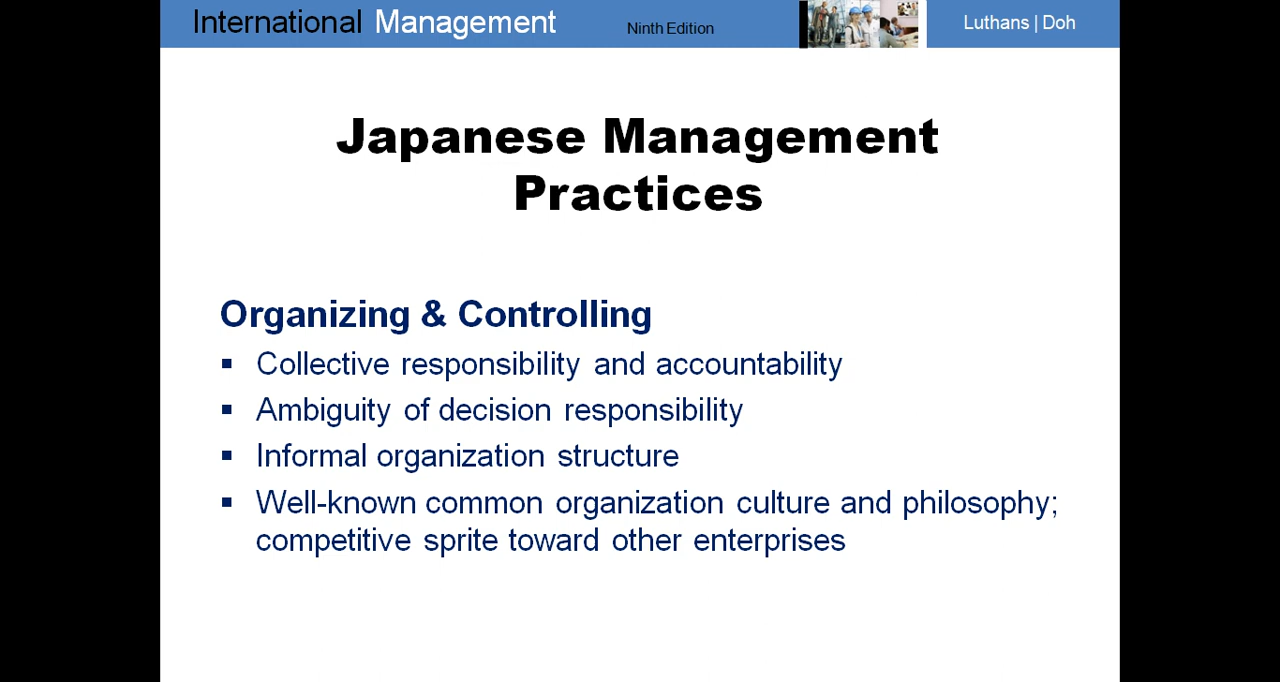 International Management Ninth Edition Luthans | Doh
Japanese Management
Practices
Organizing & Controlling
▪ Collective responsibility and accountability
▪ Ambiguity of decision responsibility
▪ Informal organization structure
▪ Well-known common organization culture and philosophy;
competitive sprite toward other enterprises